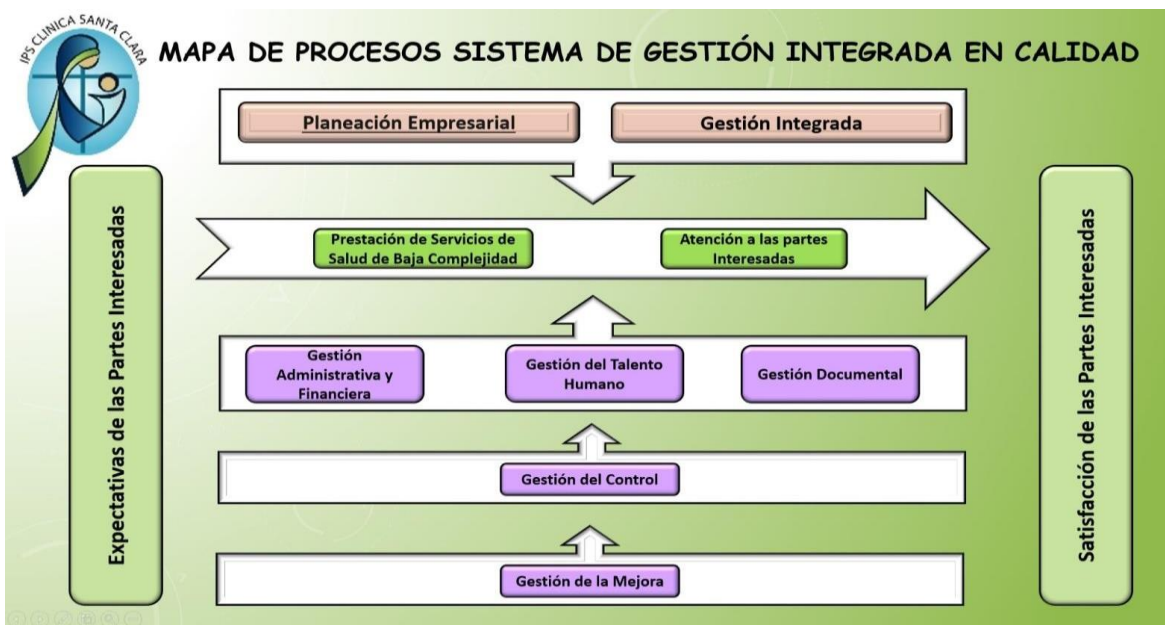 IPS CLINICA SANTA CLARA
MAPA DE PROCESOS SISTEMA DE GESTIÓN INTEGRADA EN CALIDAD
Planeación Empresarial
Gestión Integrada
Expectativas de las Partes Interesadas
Prestación de Servicios de
Salud de Baja Complejidad
Atención a las partes
Interesadas
Gestión
Administrativa y
Financiera
Gestión del Talento
Humano
Gestión Documental
Gestión del Control
Gestión de la Mejora
Satisfacción de las Partes Interesadas